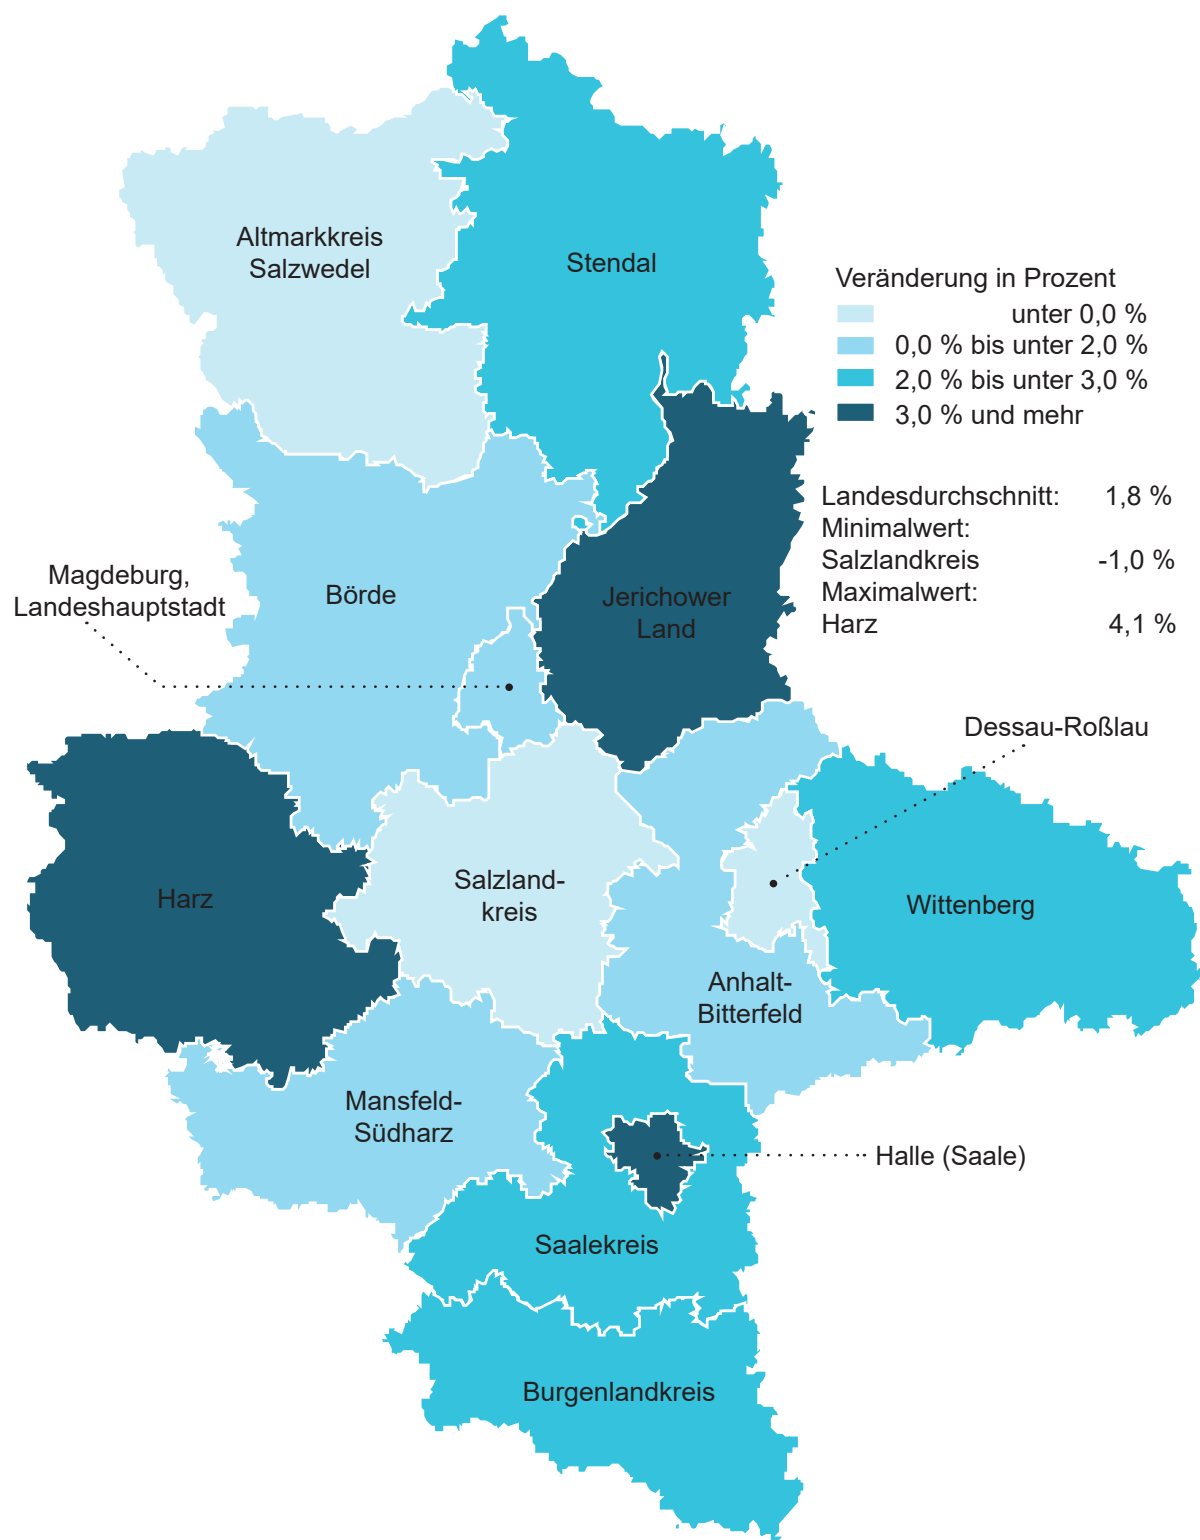 Altmarkkreis
Salzwedel
Stendal
Veränderung in Prozent
unter 0,0 %
0,0 % bis unter 2,0 %
2,0 % bis unter 3,0 %
3,0 % und mehr
Landesdurchschnitt: 1,8 %
Minimalwert:
Salzlandkreis -1,0 %
Maximalwert:
Harz 4,1 %
Magdeburg,
Landeshauptstadt
Börde
Jerichower
Land
Dessau-Roßlau
Harz
Salzland-
kreis
Wittenberg
Anhalt-
Bitterfeld
Mansfeld-
Südharz
Halle (Saale)
Saalekreis
Burgenlandkreis